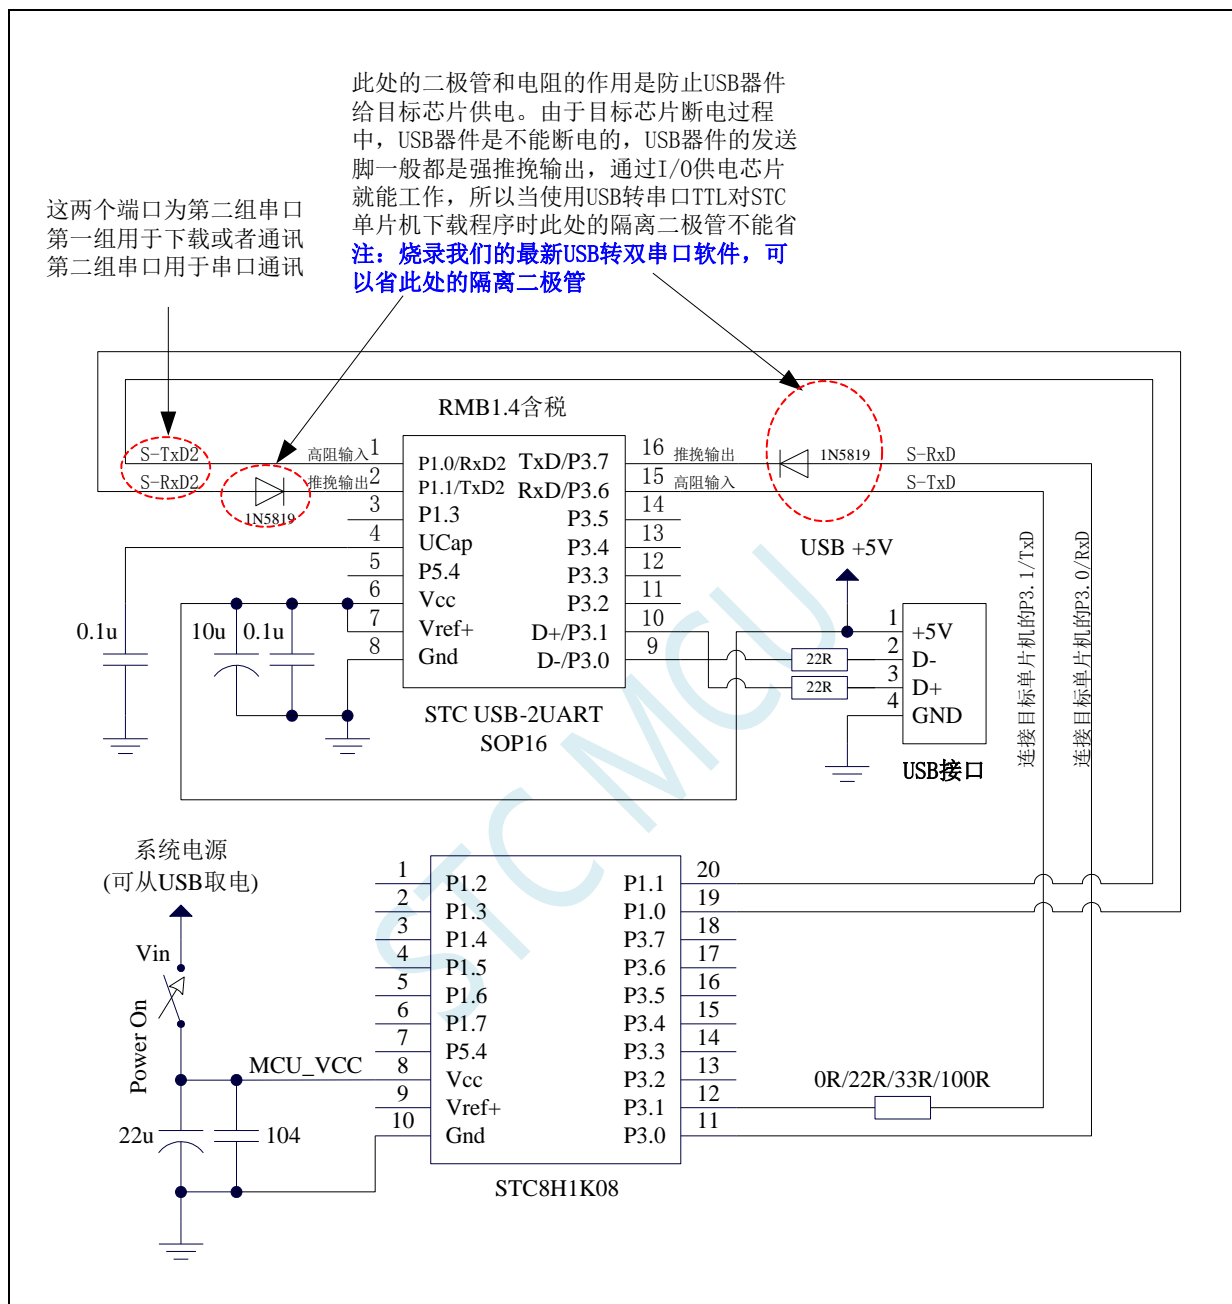 此处的二极管和电阻的作用是防止USB器件
给目标芯片供电。由于目标芯片断电过程
中，USB器件是不能断电的，USB器件的发送
脚一般都是强推挽输出，通过I/O供电芯片
就能工作，所以当使用USB转串口TTL对STC
单片机下载程序时此处的隔离二极管不能省
注：烧录我们的最新USB转双串口软件，可
以省此处的隔离二极管
这两个端口为第二组串口
第一组用于下载或者通讯
第二组串口用于串口通讯
RMB1.4含税
S-TxD2
高阻输入
1
P1.0/RxD2
TxD/P3.7
16
推挽输出
1N5819
S-RxD
S-RxD2
1N5819
推挽输出
2
P1.1/TxD2
RxD/P3.6
15
高阻输入
S-TxD
3
P1.3
P3.5
14
4
UCap
P3.4
13
5
P5.4
P3.3
12
6
Vcc
P3.2
11
7
Vref+
D+/P3.1
10
8
Gnd
D-/P3.0
9
0.1u
10u
0.1u
STC USB-2UART
SOP16
USB +5V
22R
22R
1
+5V
2
D-
3
D+
4
GND
USB接口
连接目标单片机的P3.1/TxD
连接目标单片机的P3.0/RxD
STC MCU
系统电源
(可从USB取电)
Vin
Power On
MCU_VCC
22u
104
1
P1.2
P1.1
20
2
P1.3
P1.0
19
3
P1.4
P3.7
18
4
P1.5
P3.6
17
5
P1.6
P3.5
16
6
P1.7
P3.4
15
7
P5.4
P3.3
14
8
Vcc
P3.2
13
9
Vref+
P3.1
12
10
Gnd
P3.0
11
0R/22R/33R/100R
STC8H1K08